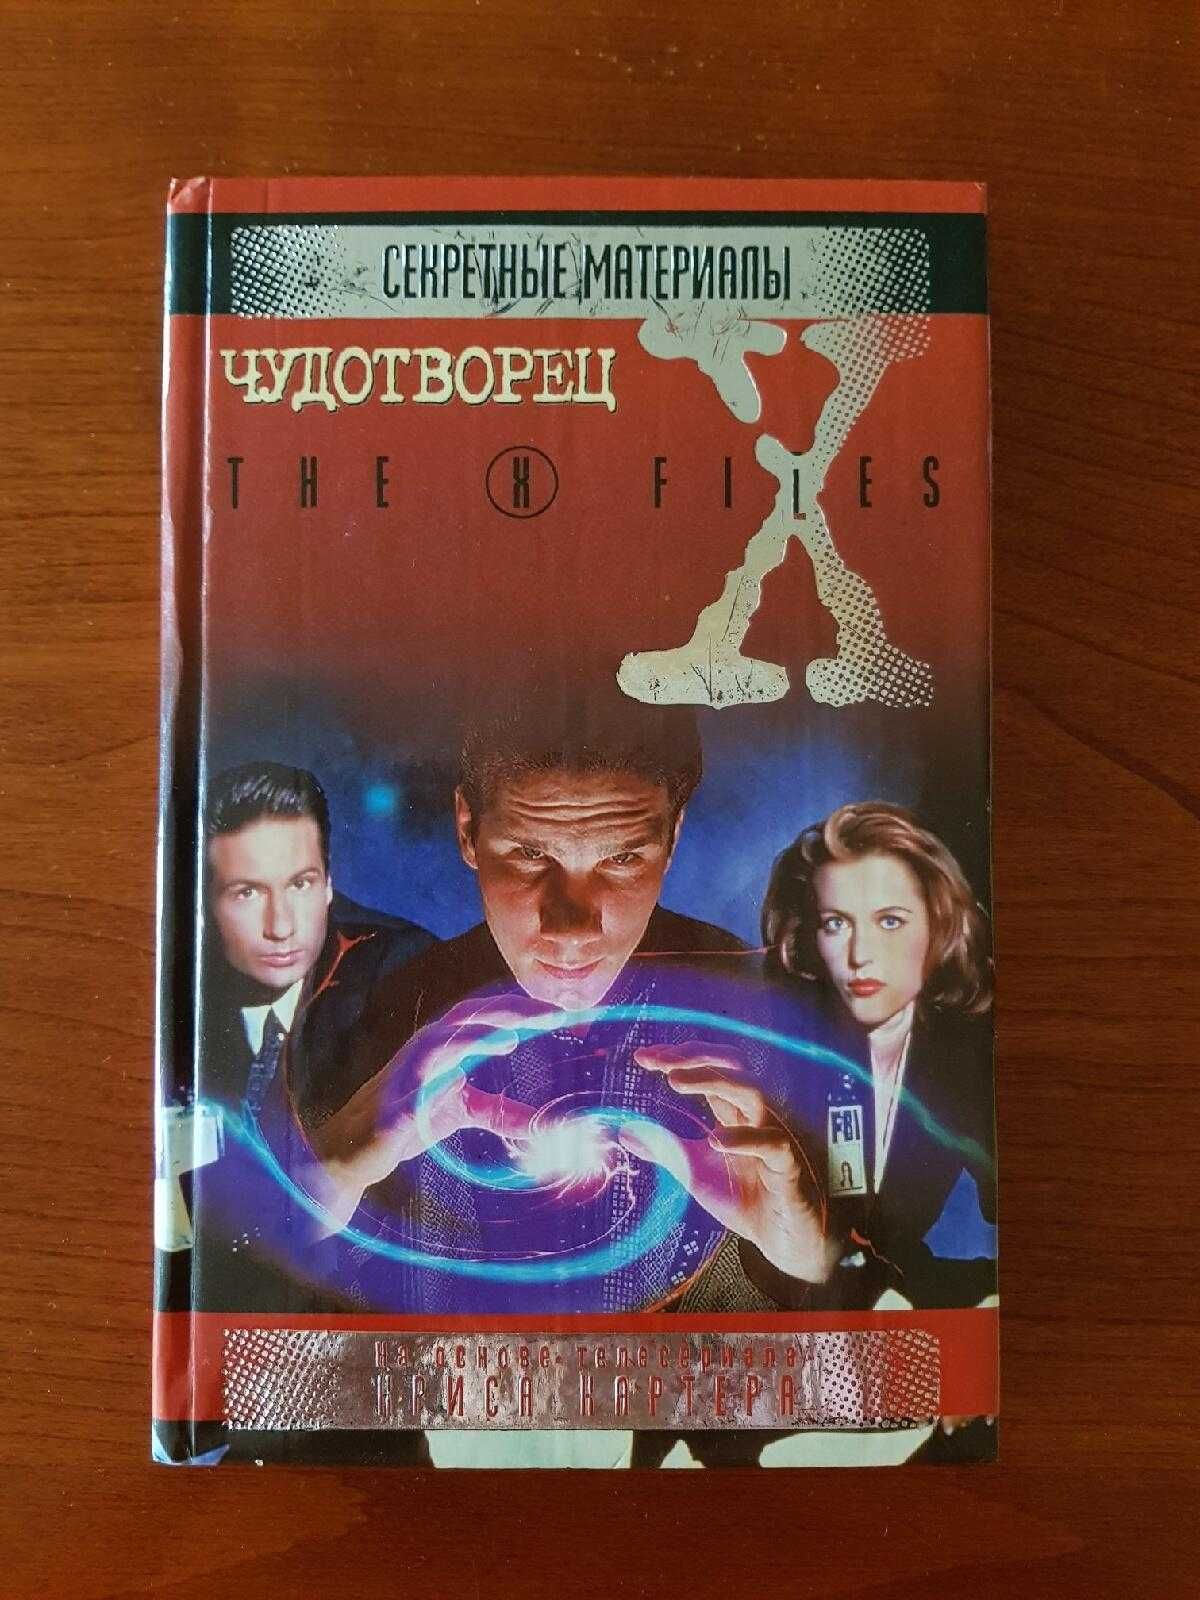 СЕКРЕТНЫЕ МАТЕРИАЛЫ
ЧУДОТВОРЕЦ
X
THE X FILES
FBI
На основе телесериала
КРИСА КАРТЕРА